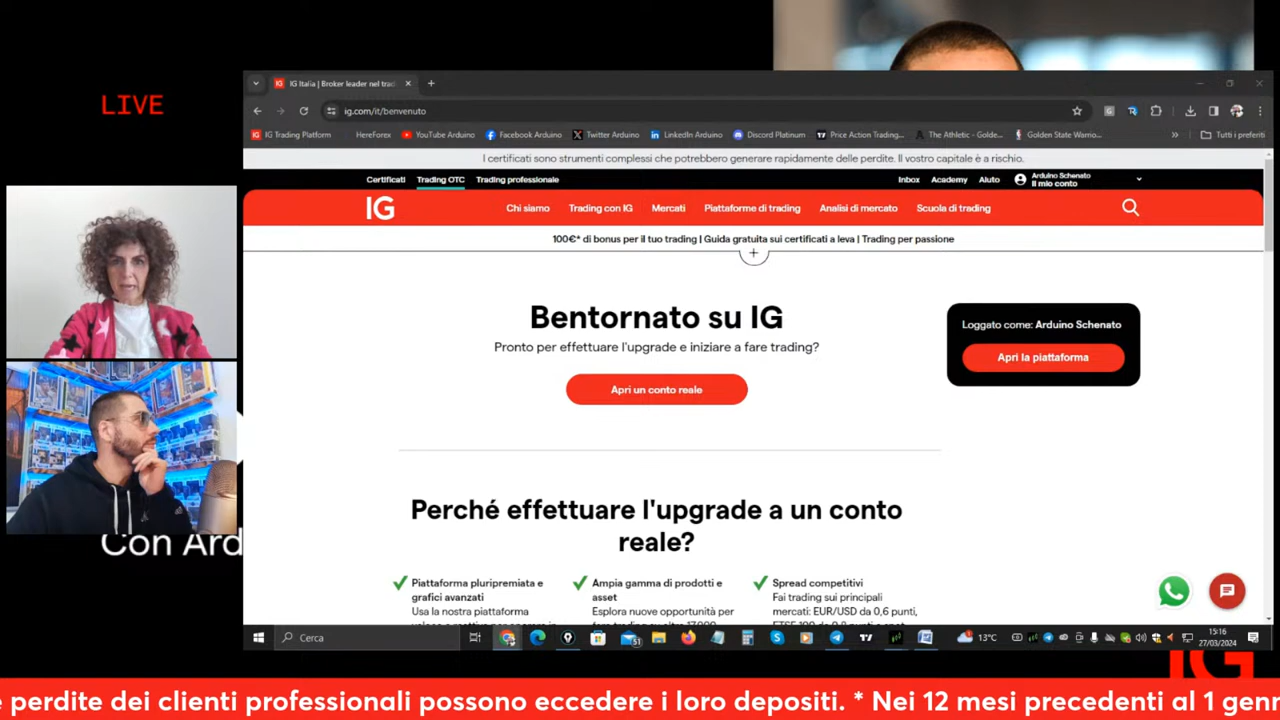 LIVE
IG Italia | Broker leader nel trad
ig.com/it/benvenuto
IG Trading Platform
HereForex
YouTube Arduino
Facebook Arduino
Twitter Arduino
LinkedIn Arduino
Discord Platinum
Price Action Trading...
The Athletic - Golde...
Golden State Warrio...
Tutti i preferiti
I certificati sono strumenti complessi che potrebbero generare rapidamente delle perdite. Il vostro capitale è a rischio.
Certificati
Trading OTC
Trading professionale
Inbox
Academy
Aiuto
Arduino Schenato
Il mio conto
IG
Chi siamo
Trading con IG
Mercati
Piattaforme di trading
Analisi di mercato
Scuola di trading
100€* di bonus per il tuo trading | Guida gratuita sui certificati a leva | Trading per passione
Bentornato su IG
Pronto per effettuare l'upgrade e iniziare a fare trading?
Apri un conto reale
Loggato come: Arduino Schenato
Apri la piattaforma
Perché effettuare l'upgrade a un conto
reale?
Piattaforma pluripremiata e
grafici avanzati
Usa la nostra piattaforma
Ampia gamma di prodotti e
asset
Esplora nuove opportunità per
Spread competitivi
Fai trading sui principali
mercati: EUR/USD da 0,6 punti,
Con Ard
Cerca
51
13°C
15:16
27/03/2024
IG
e perdite dei clienti professionali possono eccedere i loro depositi. * Nei 12 mesi precedenti al 1 genn